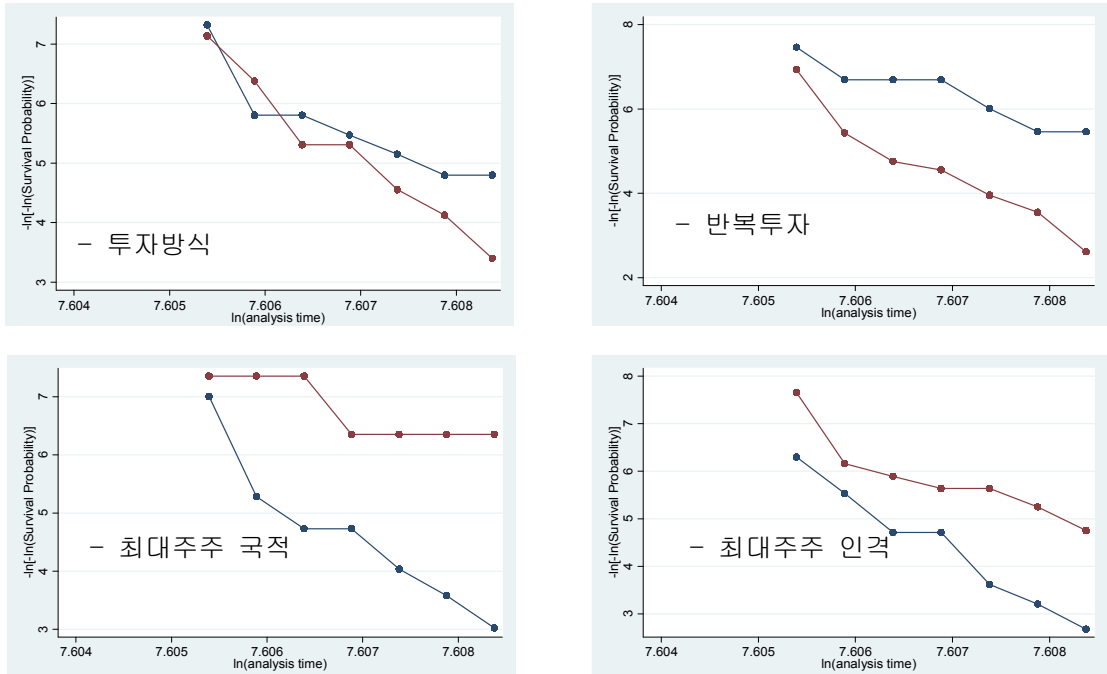 7
6
5
4
3
-ln[-ln(Survival Probability)]
– 투자방식
7.604 7.605 7.606 7.607 7.608
ln(analysis time)
8
6
4
2
-ln[-ln(Survival Probability)]
– 반복투자
7.604 7.605 7.606 7.607 7.608
ln(analysis time)
7
6
5
4
3
-ln[-ln(Survival Probability)]
– 최대주주 국적
7.604 7.605 7.606 7.607 7.608
ln(analysis time)
8
7
6
5
4
3
-ln[-ln(Survival Probability)]
– 최대주주 인격
7.604 7.605 7.606 7.607 7.608
ln(analysis time)